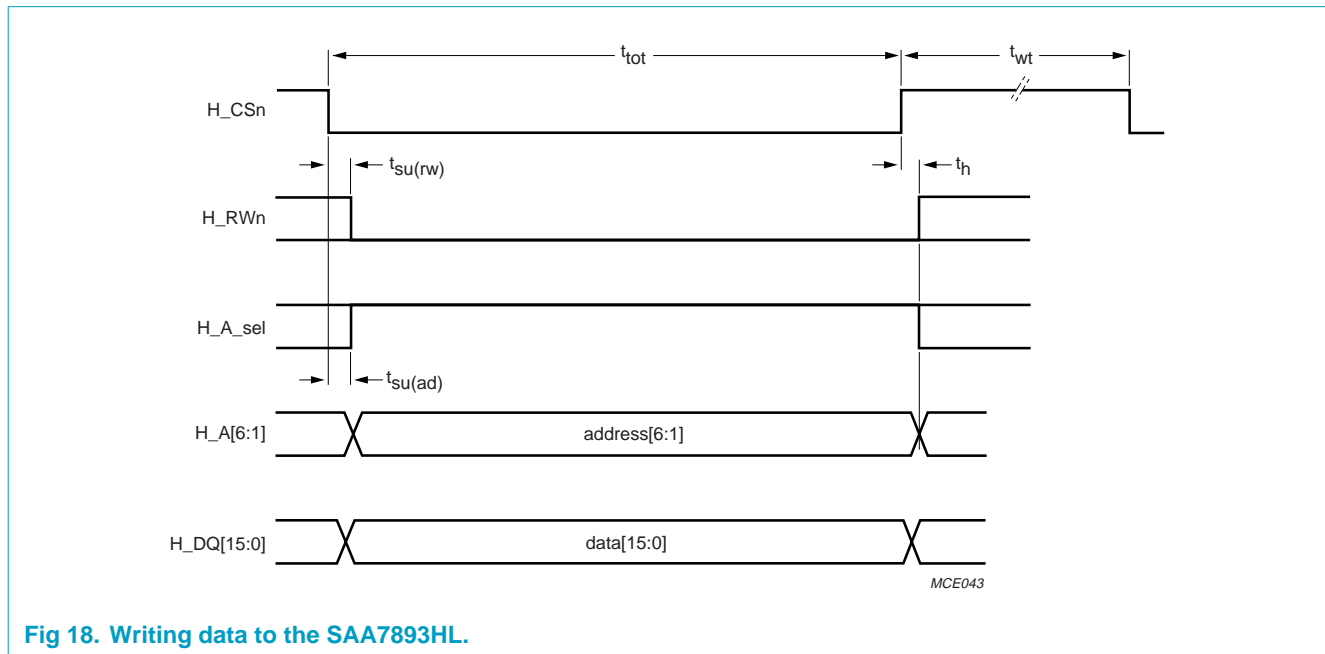 t_tot
t_wt
H_CSn
t_su(rw)
t_h
H_RWn
H_A_sel
t_su(ad)
H_A[6:1]
address[6:1]
H_DQ[15:0]
data[15:0]
MCE043
Fig 18. Writing data to the SAA7893HL.